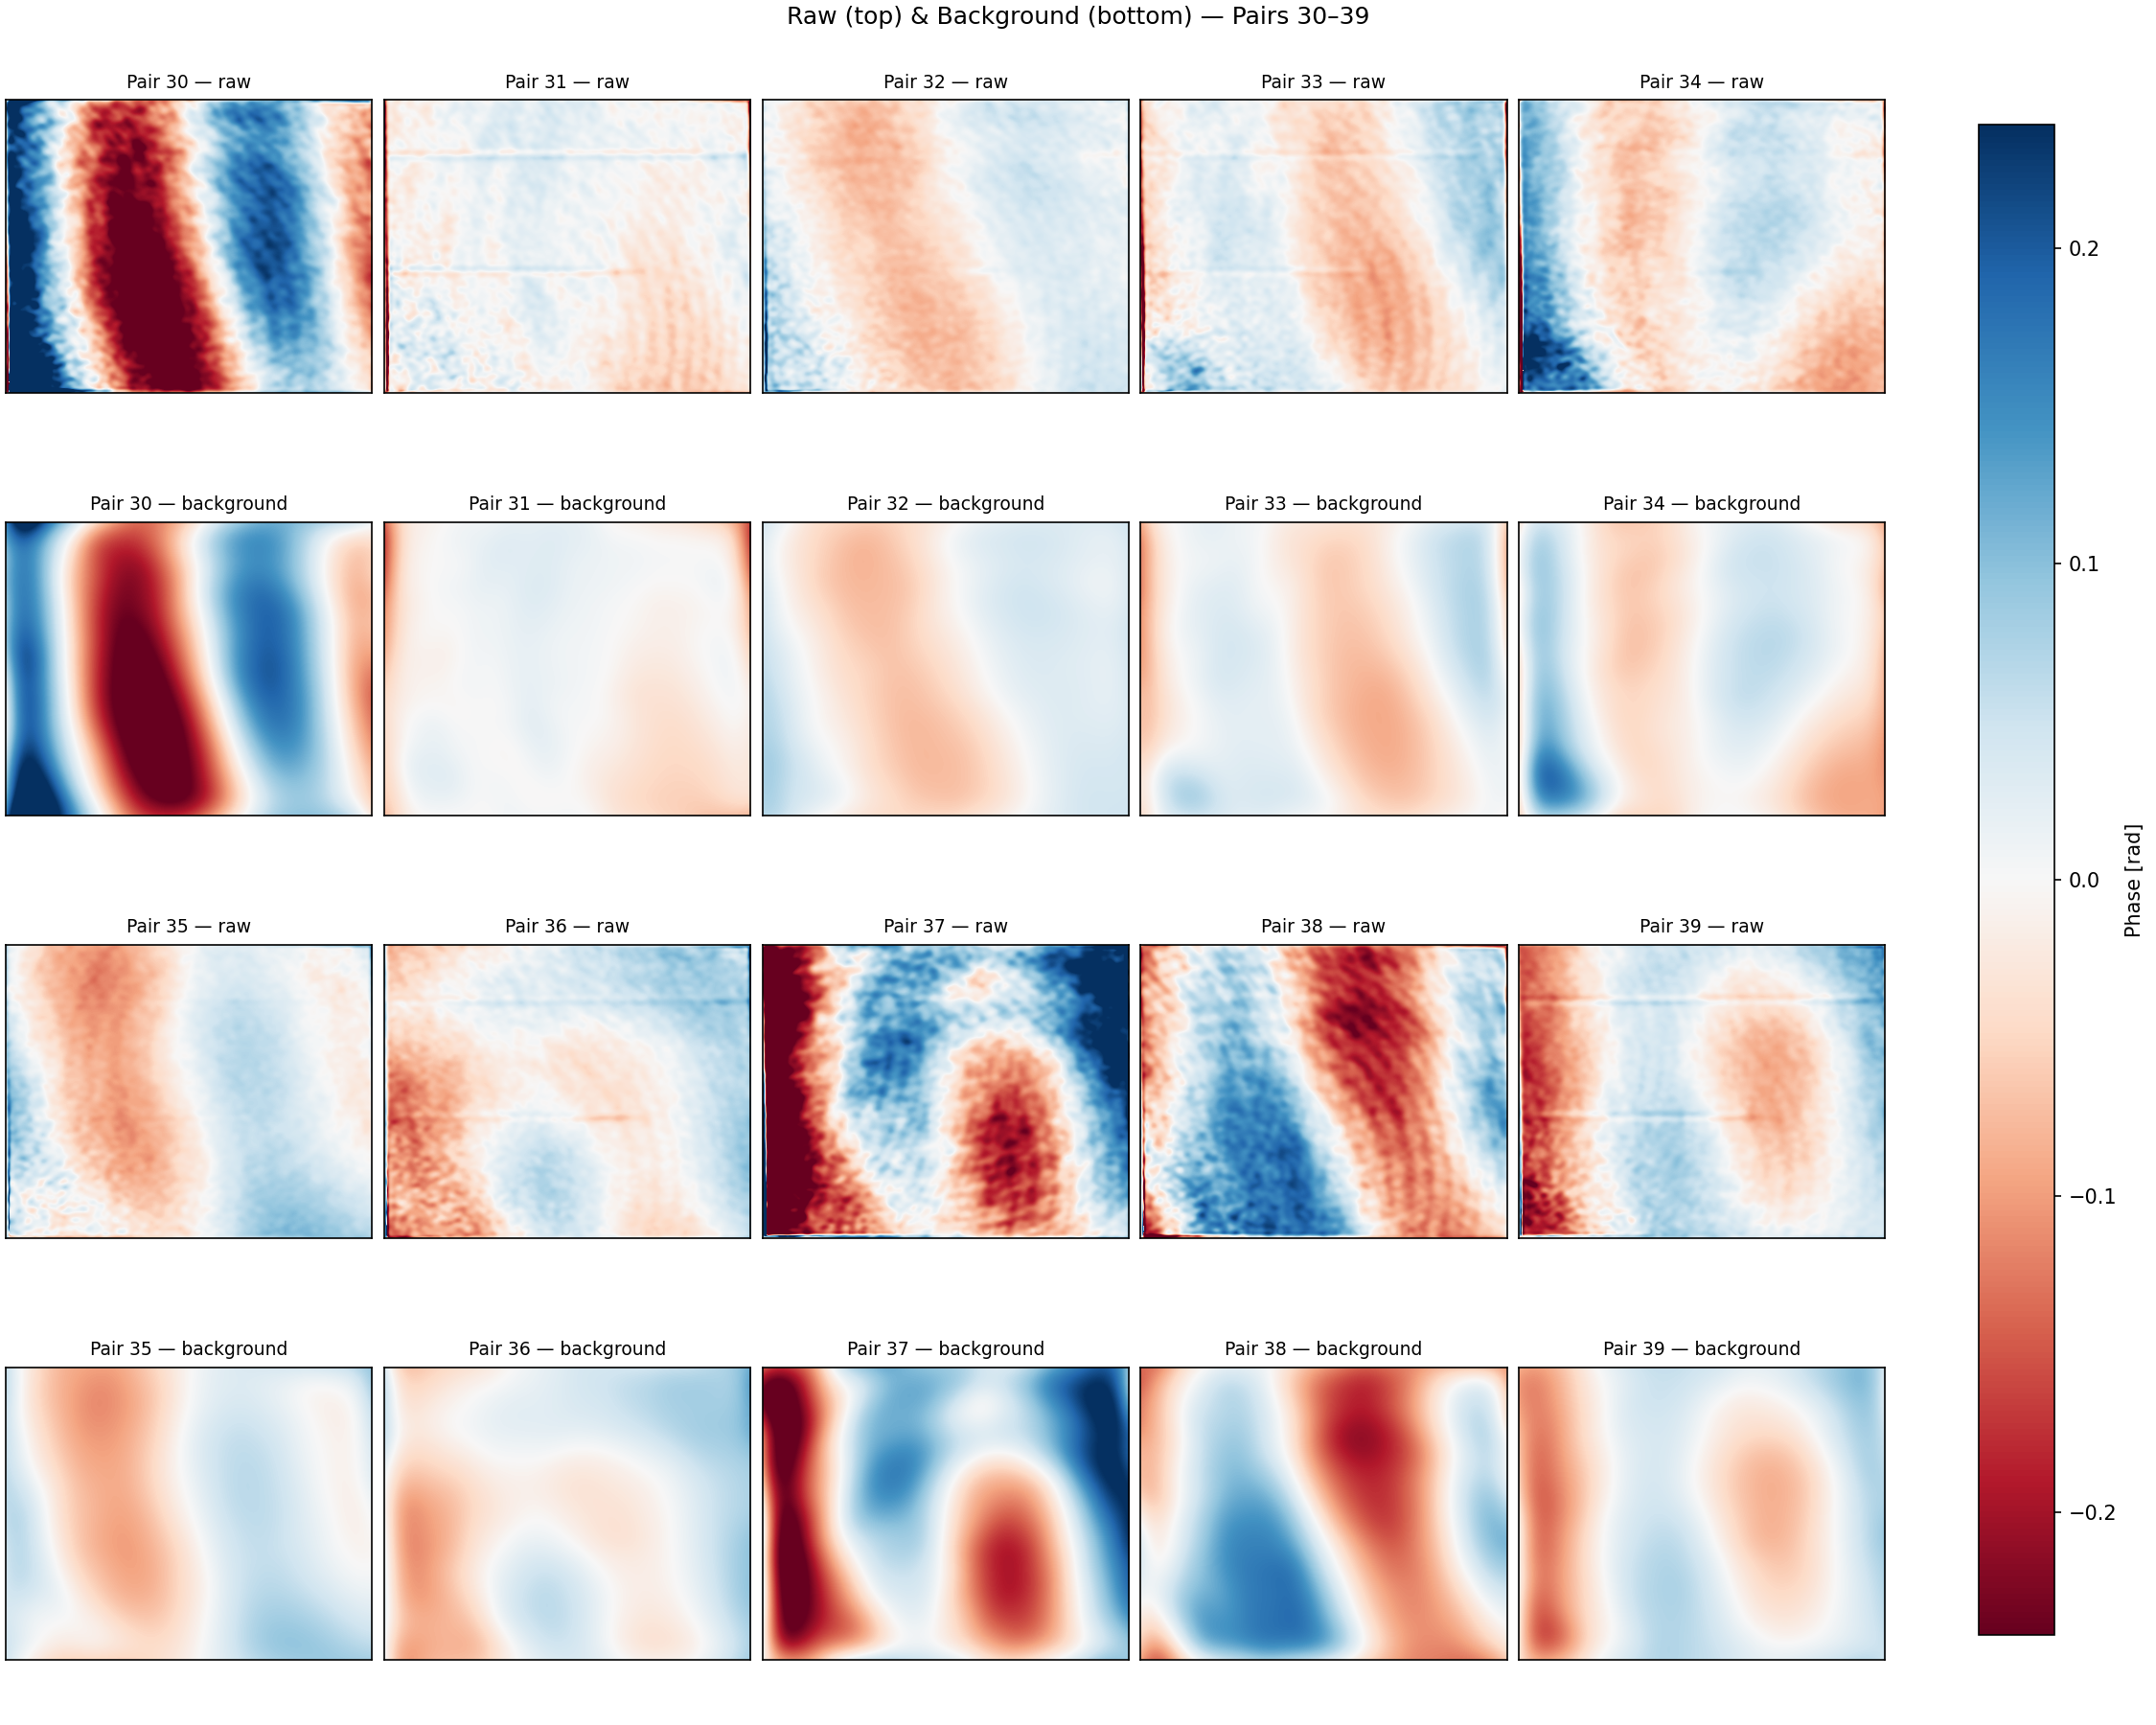 Raw (top) & Background (bottom) — Pairs 30–39
Pair 30 — raw
Pair 31 — raw
Pair 32 — raw
Pair 33 — raw
Pair 34 — raw
Pair 30 — background
Pair 31 — background
Pair 32 — background
Pair 33 — background
Pair 34 — background
Pair 35 — raw
Pair 36 — raw
Pair 37 — raw
Pair 38 — raw
Pair 39 — raw
Pair 35 — background
Pair 36 — background
Pair 37 — background
Pair 38 — background
Pair 39 — background
0.2
0.1
0.0
−0.1
−0.2
Phase [rad]